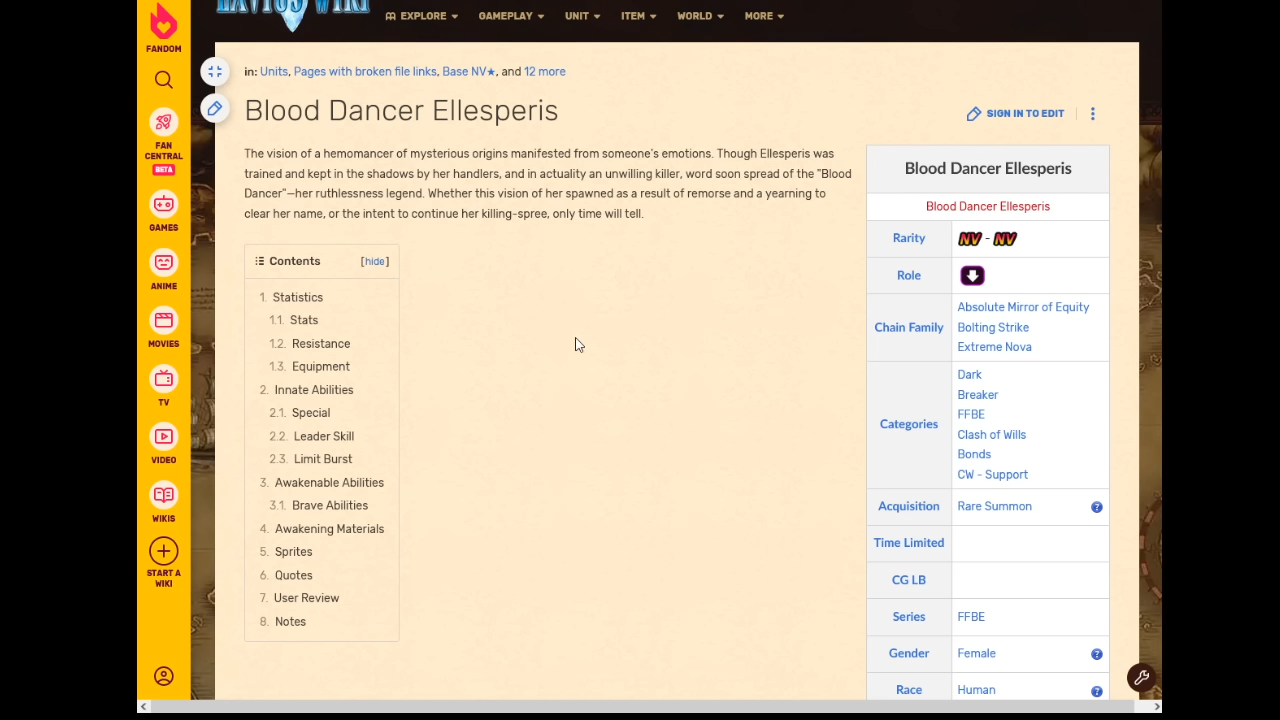 EXVIUS WIKI
EXPLORE
GAMEPLAY
UNIT
ITEM
WORLD
MORE
FANDOM
FAN CENTRAL
BETA
GAMES
ANIME
MOVIES
TV
VIDEO
WIKIS
START A WIKI
in: Units, Pages with broken file links, Base NV★, and 12 more
Blood Dancer Ellesperis
SIGN IN TO EDIT
The vision of a hemomancer of mysterious origins manifested from someone's emotions. Though Ellesperis was
trained and kept in the shadows by her handlers, and in actuality an unwilling killer, word soon spread of the "Blood
Dancer"—her ruthlessness legend. Whether this vision of her spawned as a result of remorse and a yearning to
clear her name, or the intent to continue her killing-spree, only time will tell.
Contents [hide]
1. Statistics
1.1. Stats
1.2. Resistance
1.3. Equipment
2. Innate Abilities
2.1. Special
2.2. Leader Skill
2.3. Limit Burst
3. Awakenable Abilities
3.1. Brave Abilities
4. Awakening Materials
5. Sprites
6. Quotes
7. User Review
8. Notes
Blood Dancer Ellesperis
Blood Dancer Ellesperis
Rarity NV - NV
Role
Chain Family
Absolute Mirror of Equity
Bolting Strike
Extreme Nova
Categories
Dark
Breaker
FFBE
Clash of Wills
Bonds
CW - Support
Acquisition Rare Summon ?
Time Limited
CG LB
Series FFBE
Gender Female ?
Race Human ?